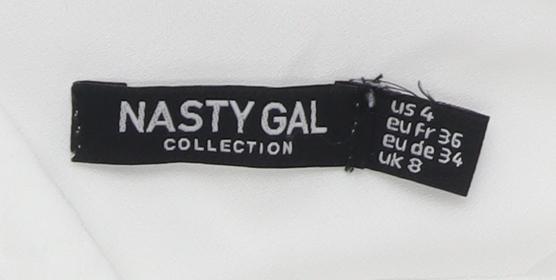 NASTY GAL
COLLECTION
us 4
eu fr 36
eu de 34
uk 8